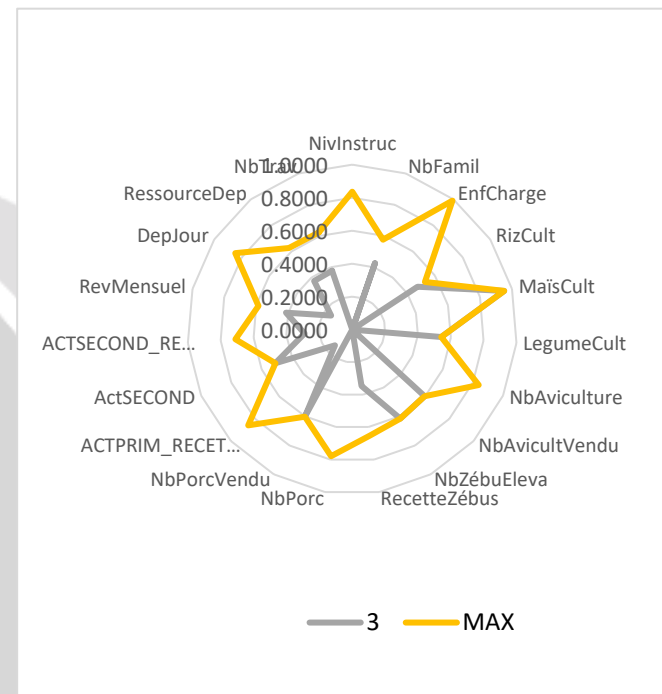 NivInstruc
NbTrav
NbFamil
1.0000
RessourceDep
EnfCharge
0.8000
DepJour
RizCult
0.6000
RevMensuel
MaïsCult
0.4000
0.2000
ACTSECOND_RE...
0.0000
LegumeCult
ActSECOND
NbAviculture
ACTPRIM_RECET...
NbAvicultVendu
NbPorcVendu
NbZébuEleva
NbPorc
RecetteZébus
3
MAX